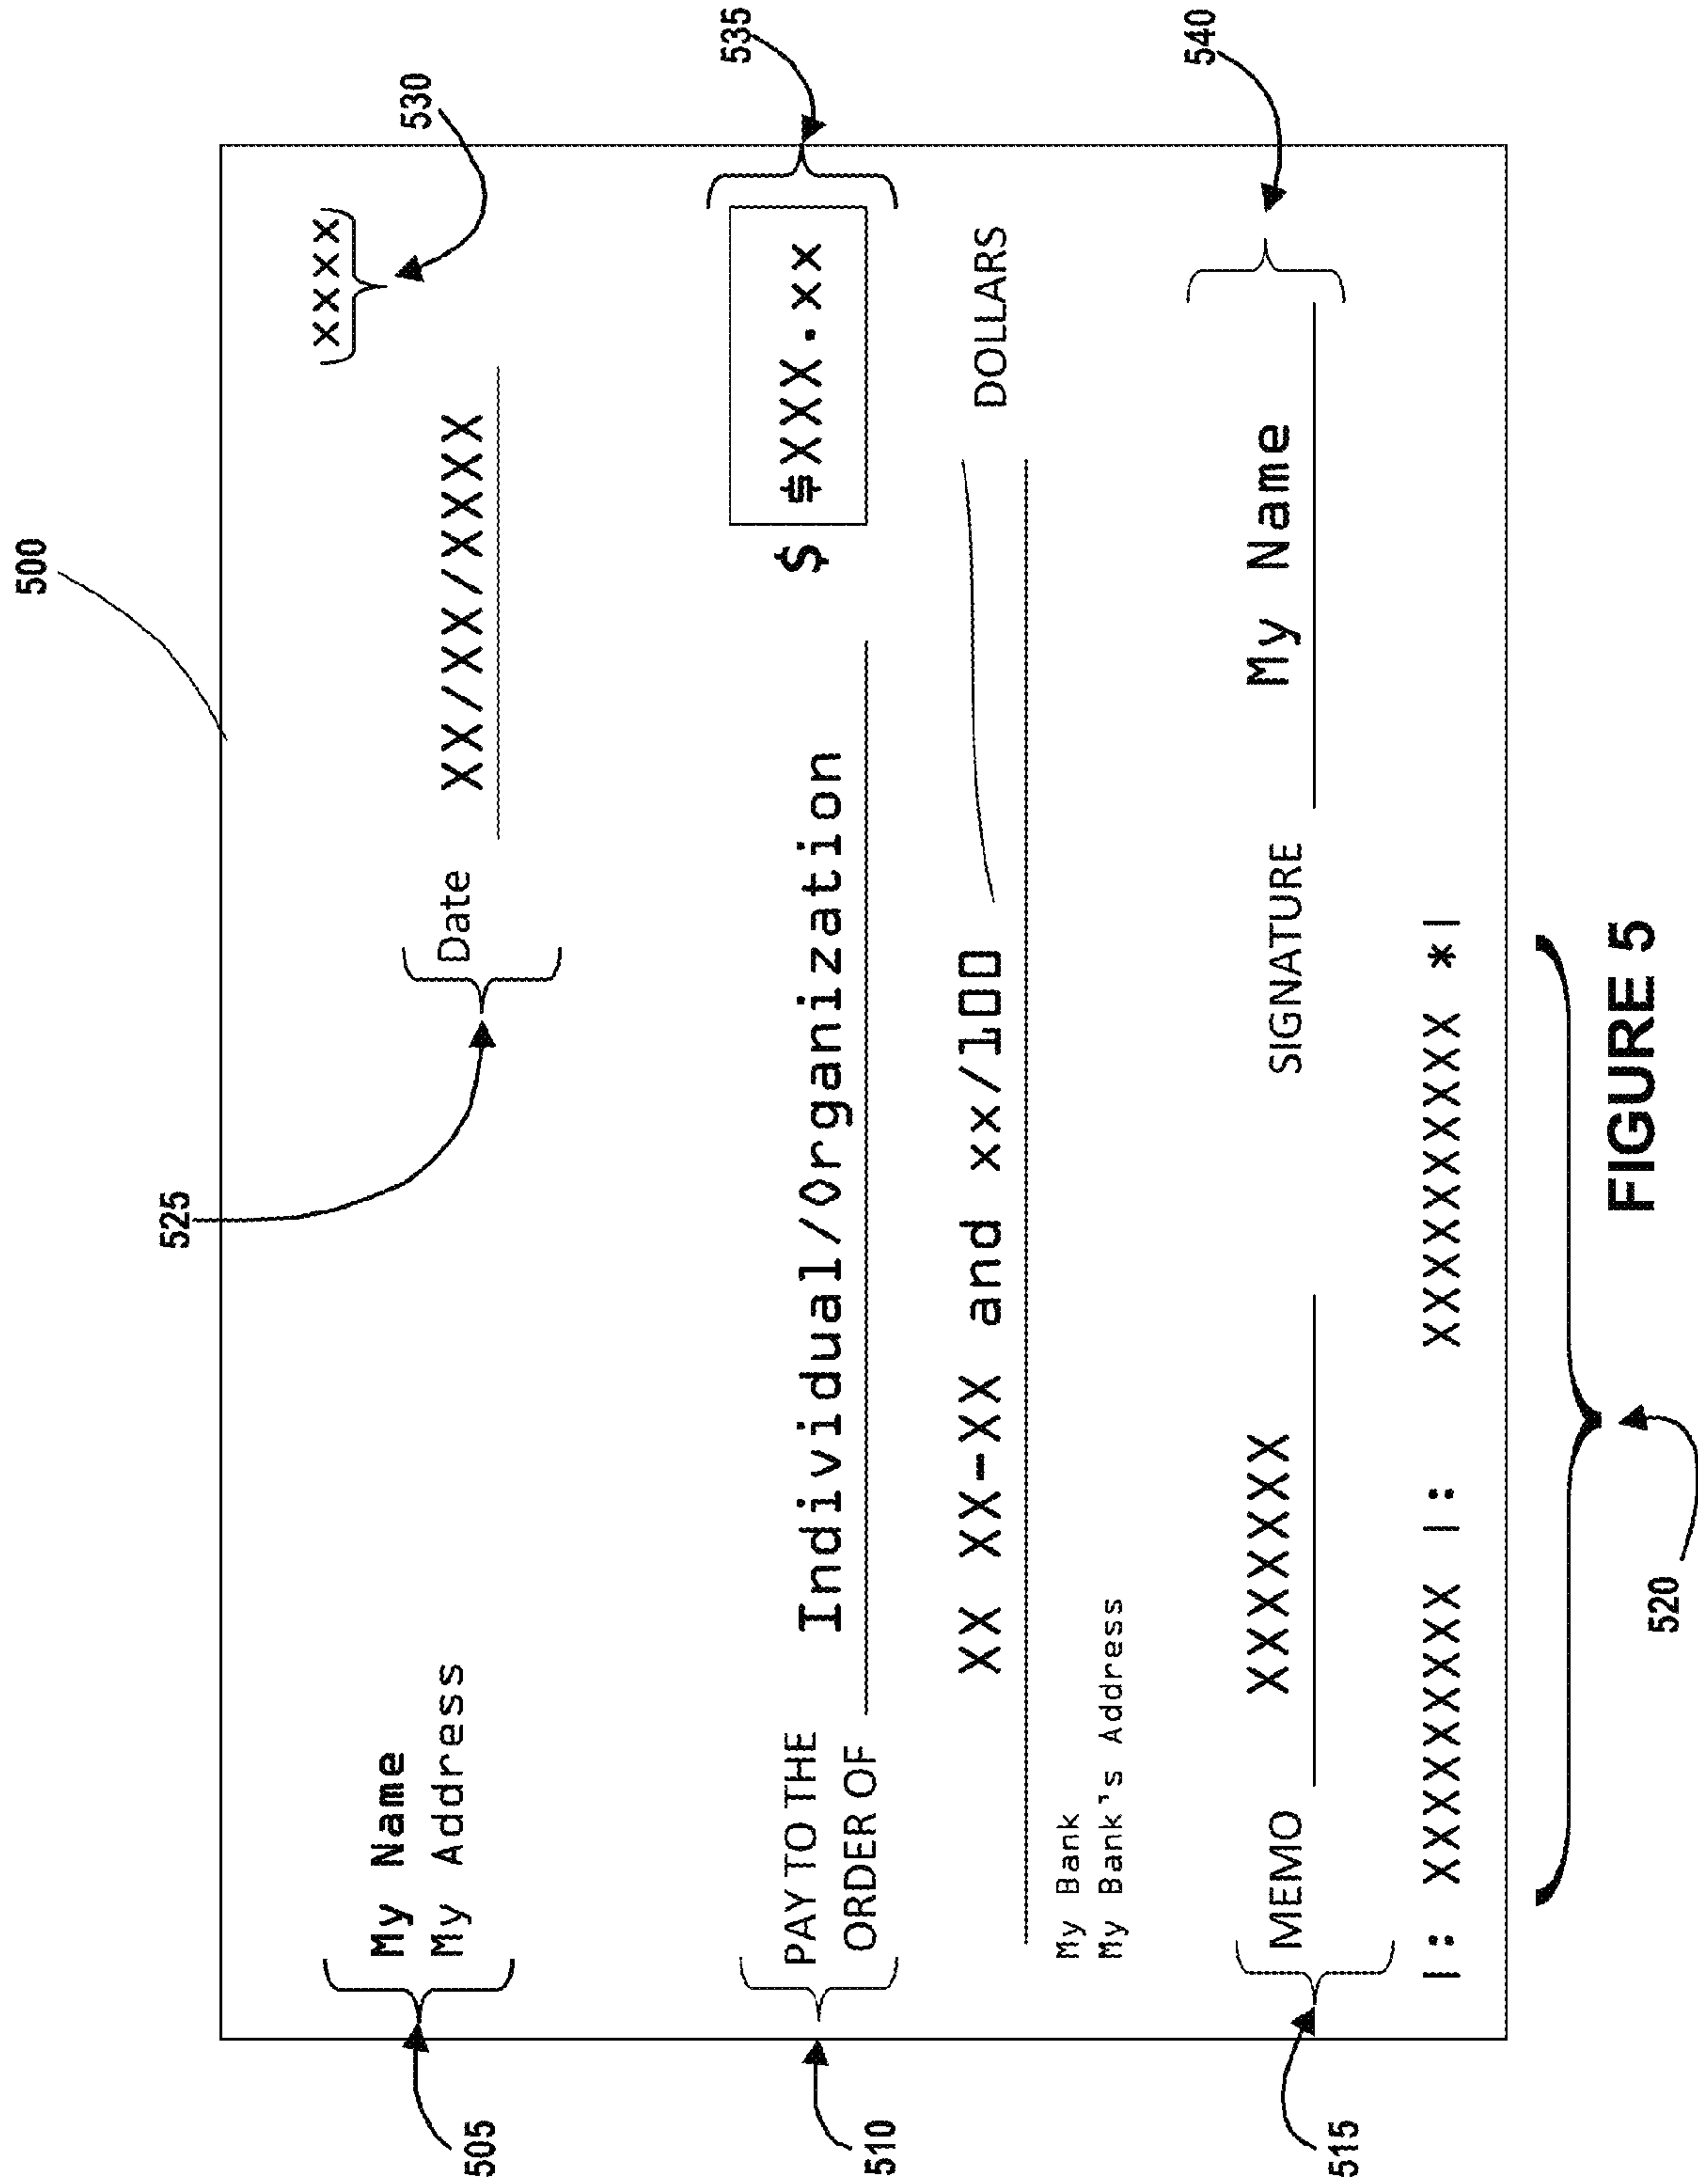 500
530
XXXX
525
505
My Name
My Address
Date XX/XX/XXXX
535
510
PAY TO THE
ORDER OF Individual/Organization $ $XXX.XX
XX XX-XX and xx/100 DOLLARS
My Bank
My Bank's Address
540
515
MEMO XXXXXXX SIGNATURE My Name
|: XXXXXXXXX |: XXXXXXXXXX *|
520
FIGURE 5